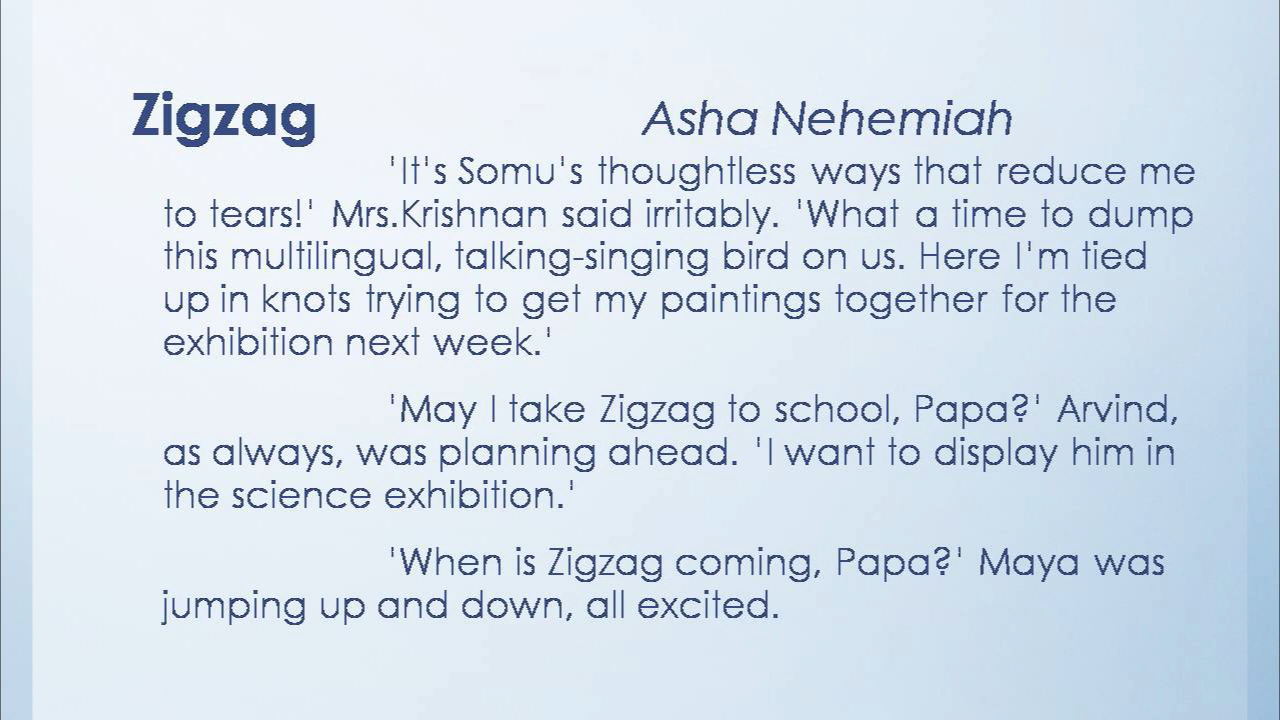 Zigzag Asha Nehemiah
'It's Somu's thoughtless ways that reduce me
to tears!' Mrs.Krishnan said irritably. 'What a time to dump
this multilingual, talking-singing bird on us. Here I'm tied
up in knots trying to get my paintings together for the
exhibition next week.'
'May I take Zigzag to school, Papa?' Arvind,
as always, was planning ahead. 'I want to display him in
the science exhibition.'
'When is Zigzag coming, Papa?' Maya was
jumping up and down, all excited.